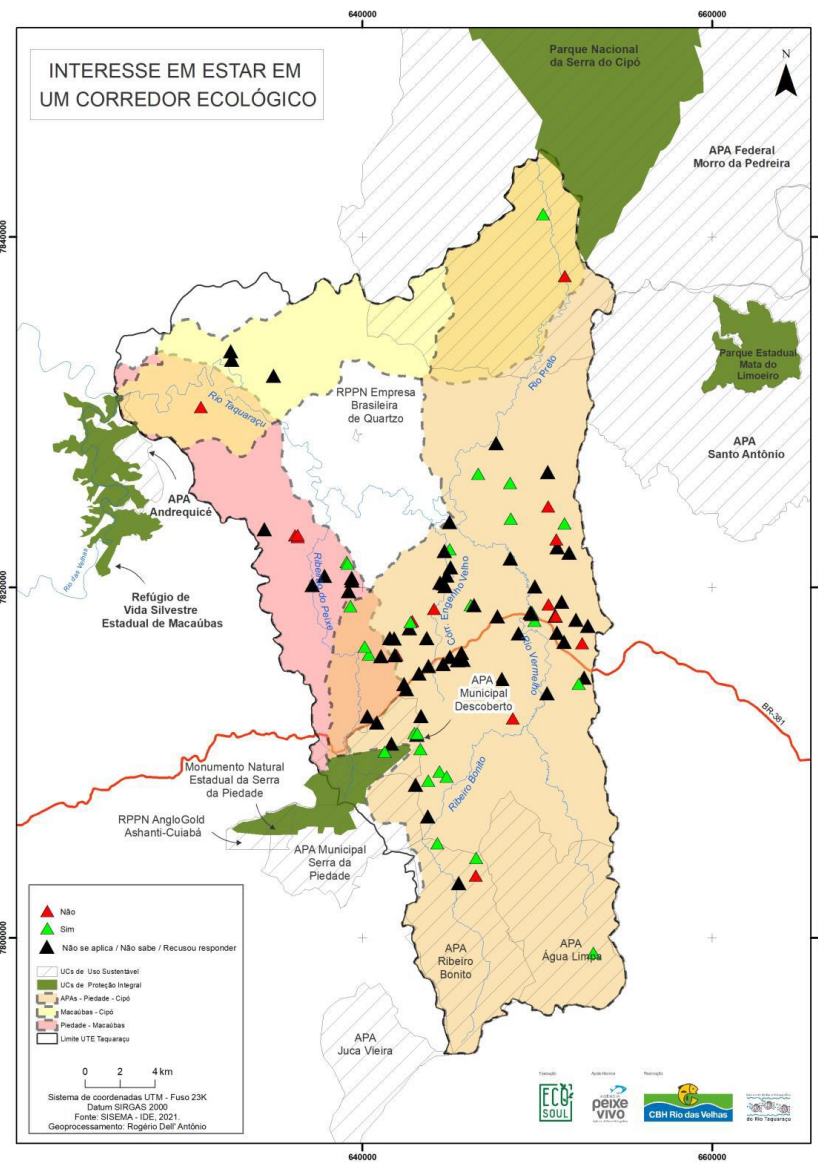 640000
660000
INTERESSE EM ESTAR EM
UM CORREDOR ECOLÓGICO
Parque Nacional
da Serra do Cipó
N
APA Federal
Morro da Pedreira
7840000
7840000
Rio Preto
Parque Estadual
Mata do
Limoeiro
RPPN Empresa
Brasileira
de Quartzo
Rio Taquaraçu
APA
Santo Antônio
APA
Andrequicé
Rio das Velhas
Refúgio de
Vida Silvestre
Estadual de Macaúbas
Ribeirão do Peixe
Corr. Engenho Velho
7820000
7820000
Rio Vermelho
APA
Municipal
Descoberto
BR-381
Monumento Natural
Estadual da Serra
da Piedade
Ribeiro Bonito
RPPN AngloGold
Ashanti-Cuiabá
APA Municipal
Serra da
Piedade
Não
Sim
Não se aplica / Não sabe / Recusou responder
UCs de Uso Sustentável
UCs de Proteção Integral
APAs - Piedade - Cipó
Macaúbas - Cipó
Piedade - Macaúbas
Limite UTE Taquaraçu
0 2 4 km
Sistema de coordenadas UTM - Fuso 23K
Datum SIRGAS 2000
Fonte: SISEMA - IDE, 2021.
Geoprocessamento: Rogério Dell' Antônio
7800000
7800000
APA
Ribeiro
Bonito
APA
Água Limpa
APA
Juca Vieira
ECO
SOUL
peixe
vivo
CBH Rio das Velhas
do Rio Taquaraçu
640000
660000